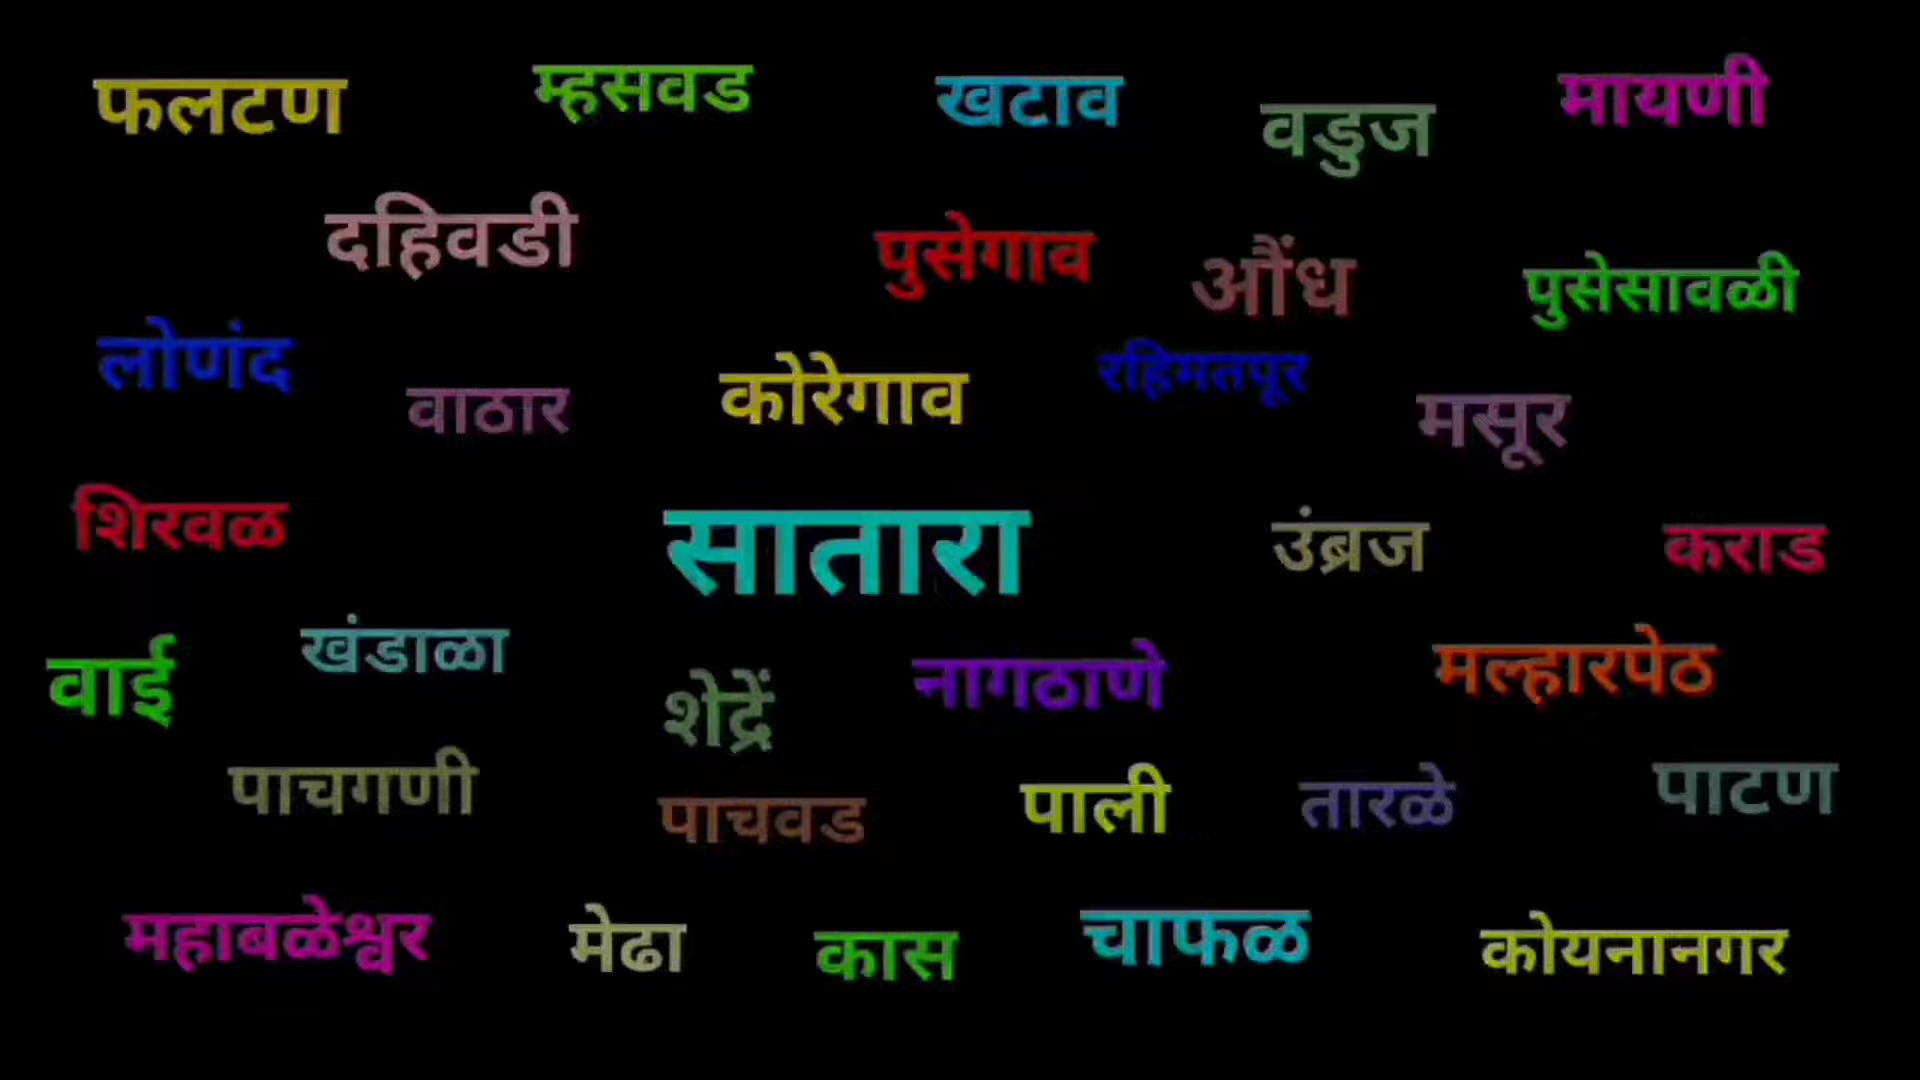 फलटण म्हसवड खटाव वडुज मायणी
दहिवडी पुसेगाव औंध पुसेसावळी
लोणंद वाठार कोरेगाव रहिमतपूर मसूर
शिरवळ सातारा उंब्रज कराड
वाई खंडाळा शेद्रें नागठाणे मल्हारपेठ
पाचगणी पाचवड पाली तारळे पाटण
महाबळेश्वर मेढा कास चाफळ कोयनानगर